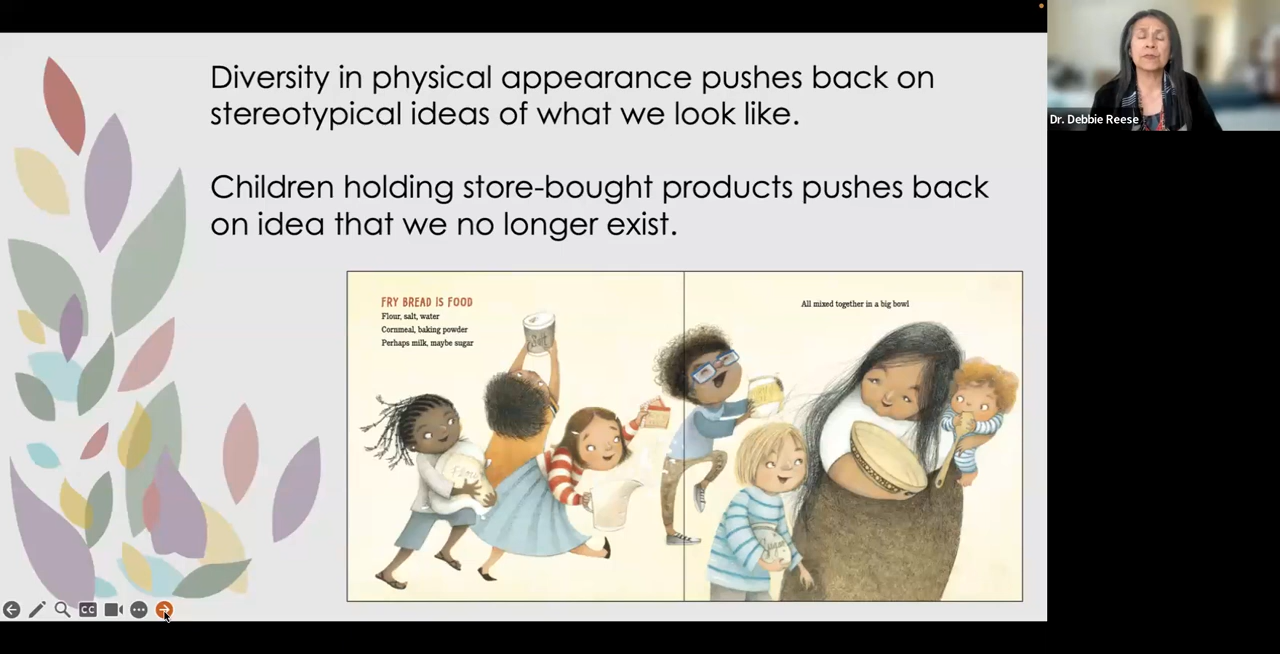 Diversity in physical appearance pushes back on
stereotypical ideas of what we look like.
Children holding store-bought products pushes back
on idea that we no longer exist.
FRY BREAD IS FOOD
Flour, salt, water
Cornmeal, baking powder
Perhaps milk, maybe sugar
All mixed together in a big bowl
Salt
Dr. Debbie Reese
CC